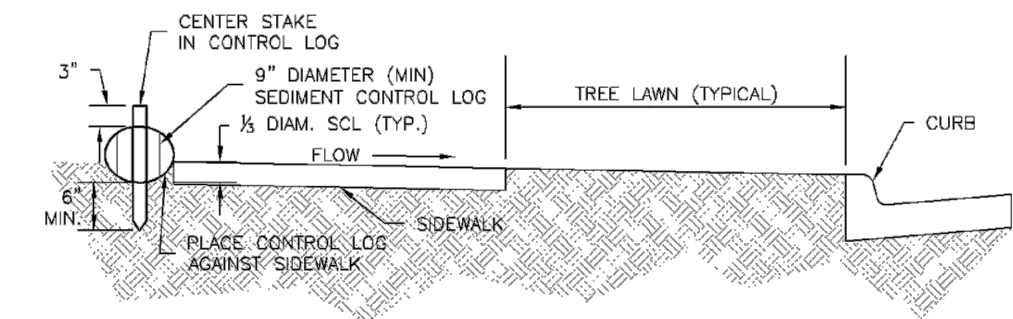 CENTER STAKE
IN CONTROL LOG
3"
9" DIAMETER (MIN)
SEDIMENT CONTROL LOG
⅓ DIAM. SCL (TYP.)
FLOW
TREE LAWN (TYPICAL)
CURB
6"
MIN.
SIDEWALK
PLACE CONTROL LOG
AGAINST SIDEWALK